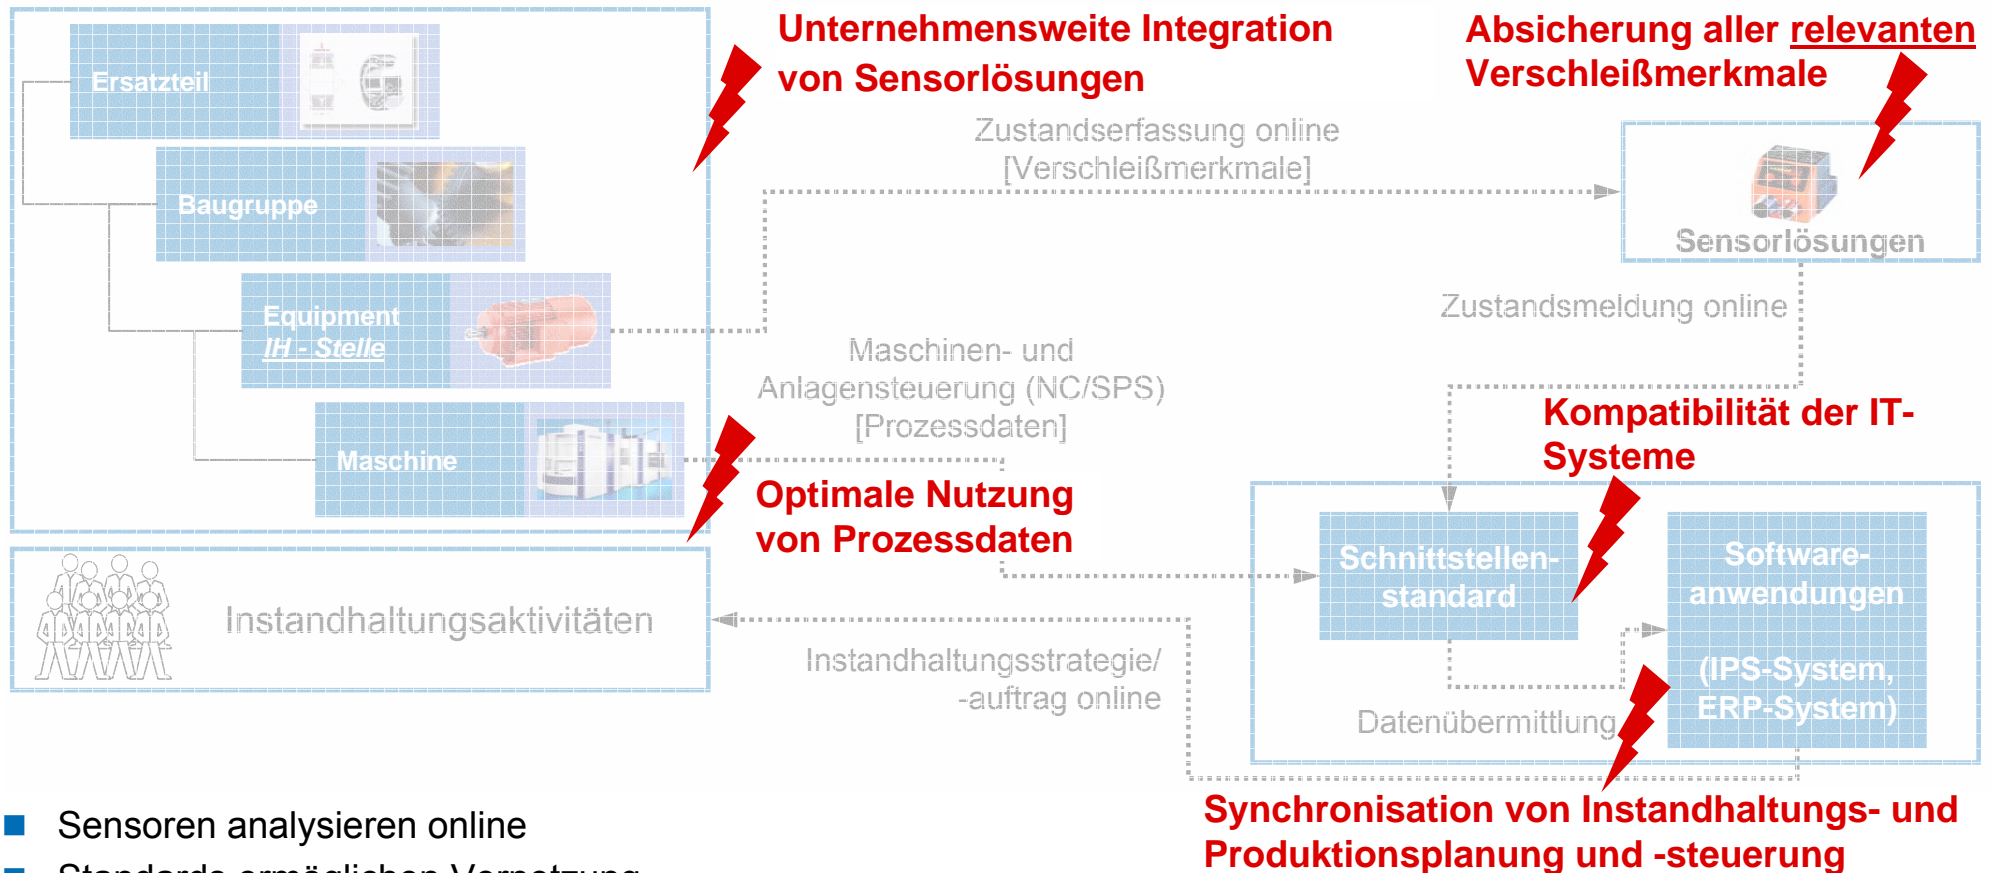 Unternehmensweite Integration
von Sensorlösungen
Absicherung aller relevanten
Verschleißmerkmale
Ersatzteil
Baugruppe
Equipment
IH - Stelle
Maschine
Zustandserfassung online
[Verschleißmerkmale]
Sensorlösungen
Zustandsmeldung online
Maschinen- und
Anlagensteuerung (NC/SPS)
[Prozessdaten]
Optimale Nutzung
von Prozessdaten
Kompatibilität der IT-
Systeme
Schnittstellen-
standard
Software-
anwendungen
(IPS-System,
ERP-System)
Datenübermittlung
Instandhaltungsaktivitäten
Instandhaltungsstrategie/
-auftrag online
Synchronisation von Instandhaltungs- und
Produktionsplanung und -steuerung
Sensoren analysieren online
Standards ermöglichen Vernetzung